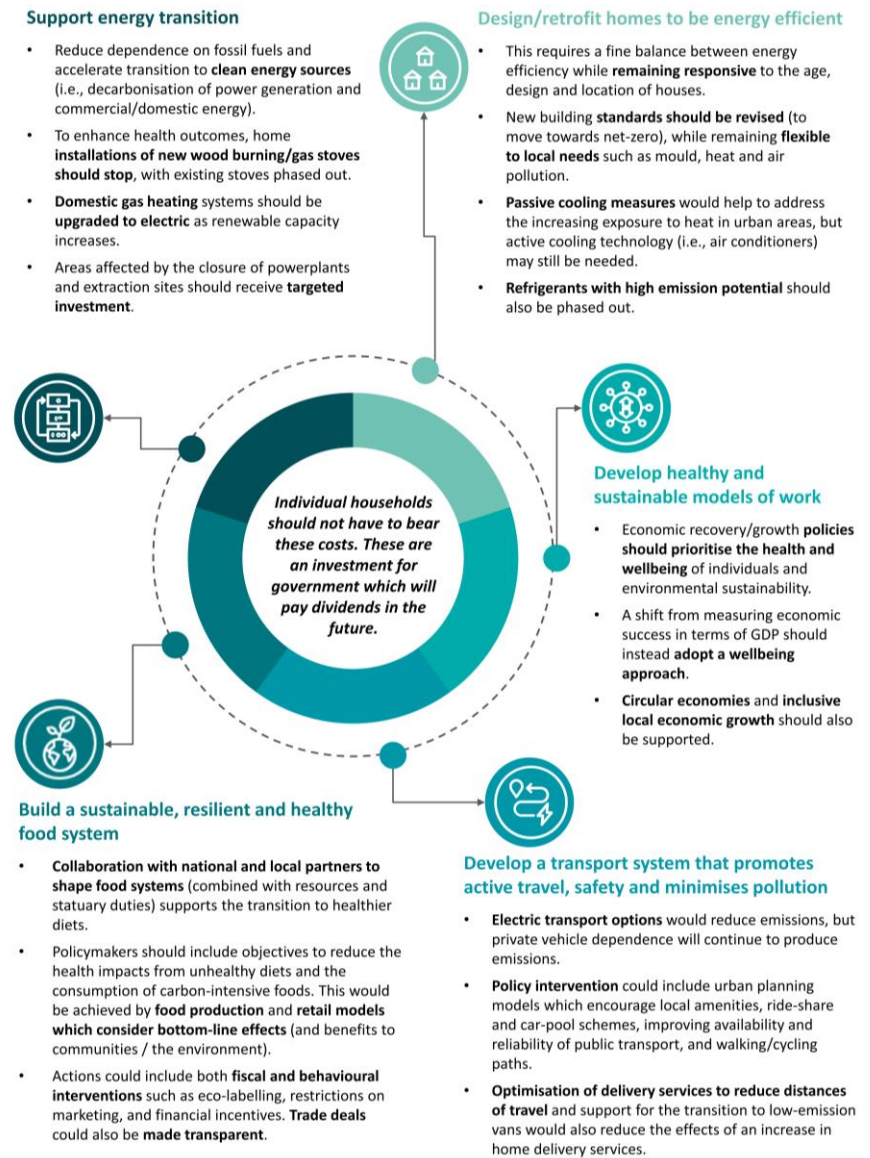 Support energy transition
• Reduce dependence on fossil fuels and
accelerate transition to clean energy sources
(i.e., decarbonisation of power generation and
commercial/domestic energy).
• To enhance health outcomes, home
installations of new wood burning/gas stoves
should stop, with existing stoves phased out.
• Domestic gas heating systems should be
upgraded to electric as renewable capacity
increases.
• Areas affected by the closure of powerplants
and extraction sites should receive targeted
investment.
Design/retrofit homes to be energy efficient
• This requires a fine balance between energy
efficiency while remaining responsive to the age,
design and location of houses.
• New building standards should be revised (to
move towards net-zero), while remaining flexible
to local needs such as mould, heat and air
pollution.
• Passive cooling measures would help to address
the increasing exposure to heat in urban areas, but
active cooling technology (i.e., air conditioners)
may still be needed.
• Refrigerants with high emission potential should
also be phased out.
Individual households
should not have to bear
these costs. These are
an investment for
government which will
pay dividends in the
future.
Develop healthy and
sustainable models of work
• Economic recovery/growth policies
should prioritise the health and
wellbeing of individuals and
environmental sustainability.
• A shift from measuring economic
success in terms of GDP should
instead adopt a wellbeing
approach.
• Circular economies and inclusive
local economic growth should also
be supported.
Build a sustainable, resilient and healthy
food system
• Collaboration with national and local partners to
shape food systems (combined with resources and
statuary duties) supports the transition to healthier
diets.
• Policymakers should include objectives to reduce the
health impacts from unhealthy diets and the
consumption of carbon-intensive foods. This would
be achieved by food production and retail models
which consider bottom-line effects (and benefits to
communities / the environment).
• Actions could include both fiscal and behavioural
interventions such as eco-labelling, restrictions on
marketing, and financial incentives. Trade deals
could also be made transparent.
Develop a transport system that promotes
active travel, safety and minimises pollution
• Electric transport options would reduce emissions, but
private vehicle dependence will continue to produce
emissions.
• Policy intervention could include urban planning
models which encourage local amenities, ride-share
and car-pool schemes, improving availability and
reliability of public transport, and walking/cycling
paths.
• Optimisation of delivery services to reduce distances
of travel and support for the transition to low-emission
vans would also reduce the effects of an increase in
home delivery services.